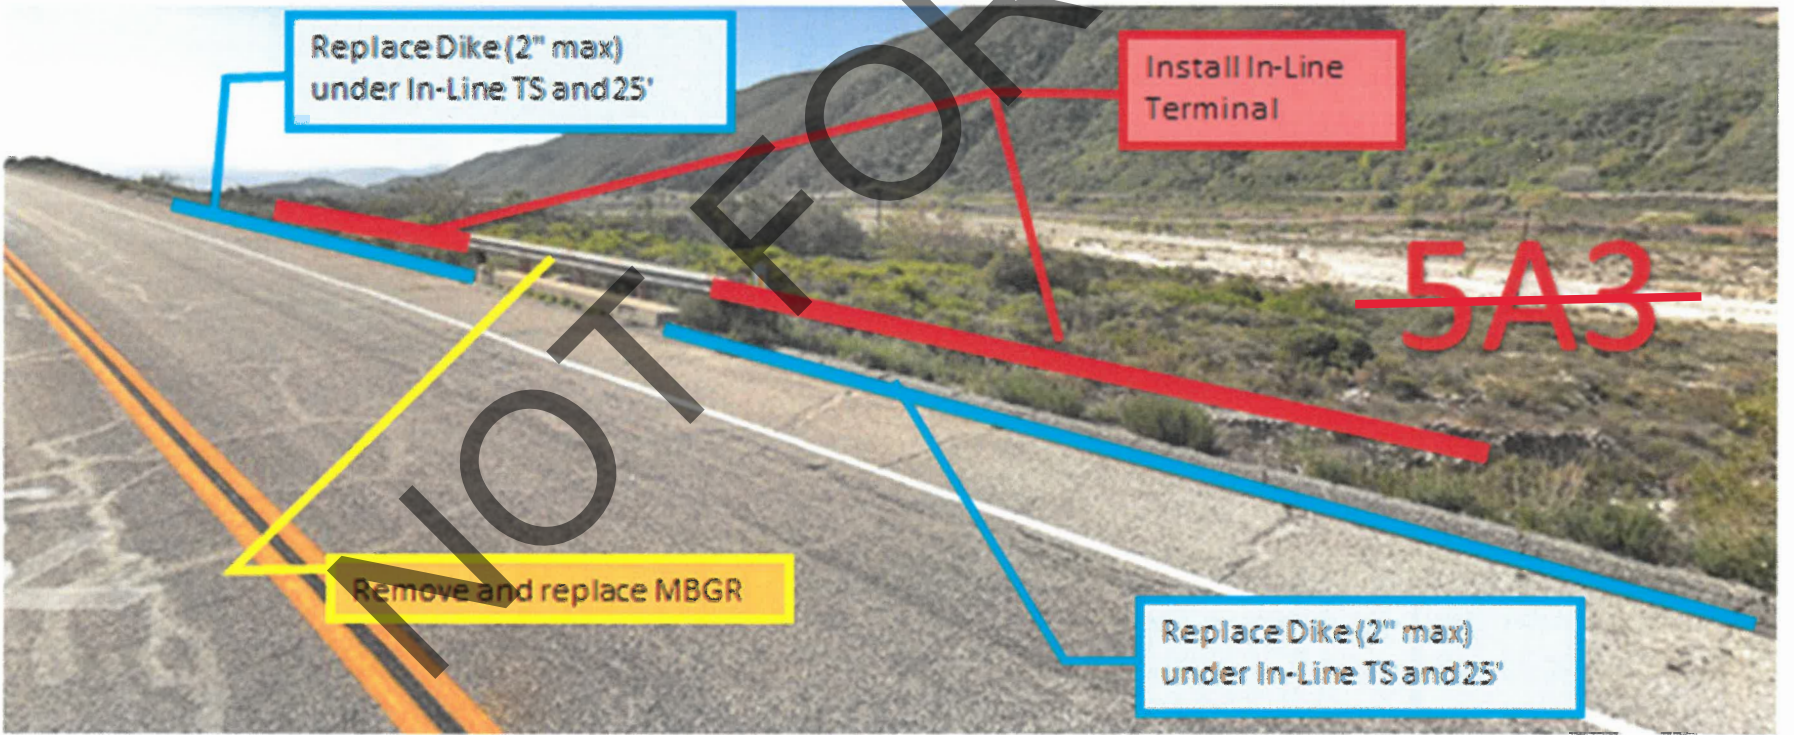 Replace Dike (2" max)
under In-Line TS and 25'
Install In-Line
Terminal
5A3
NOT FOR
Remove and replace MBGR
Replace Dike (2" max)
under In-Line TS and 25'